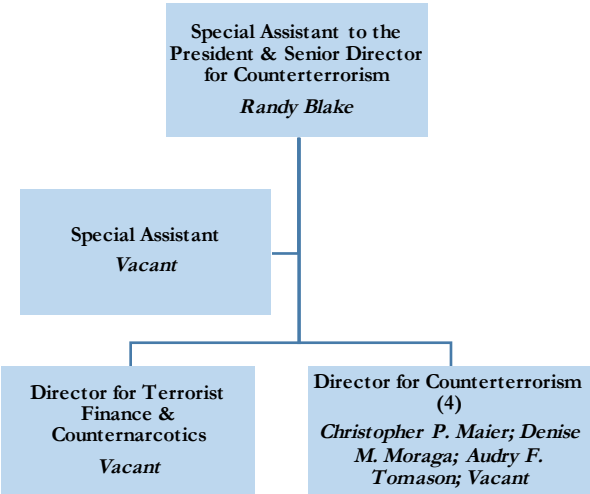 Special Assistant to the
President & Senior Director
for Counterterrorism
Randy Blake
Special Assistant
Vacant
Director for Terrorist
Finance &
Counternarcotics
Vacant
Director for Counterterrorism
(4)
Christopher P. Maier; Denise
M. Moraga; Audry F.
Tomason; Vacant